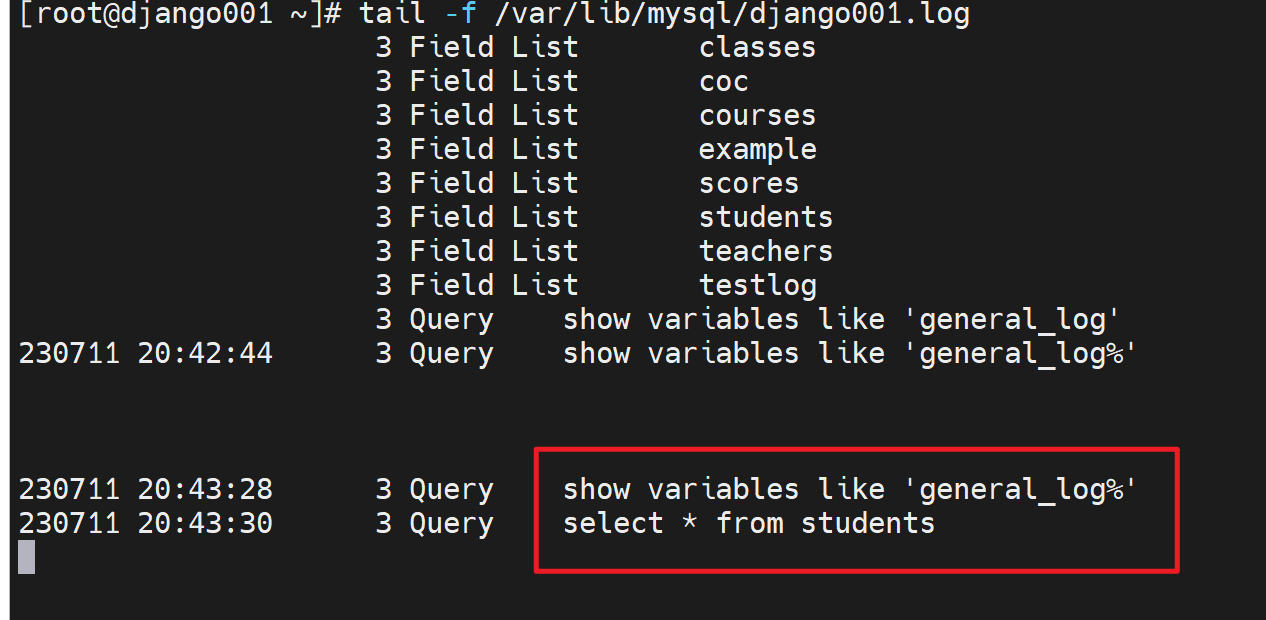 [root@django001 ~]# tail -f /var/lib/mysql/django001.log
3 Field List classes
3 Field List coc
3 Field List courses
3 Field List example
3 Field List scores
3 Field List students
3 Field List teachers
3 Field List testlog
3 Query show variables like 'general_log'
230711 20:42:44 3 Query show variables like 'general_log%'
230711 20:43:28 3 Query show variables like 'general_log%'
230711 20:43:30 3 Query select * from students